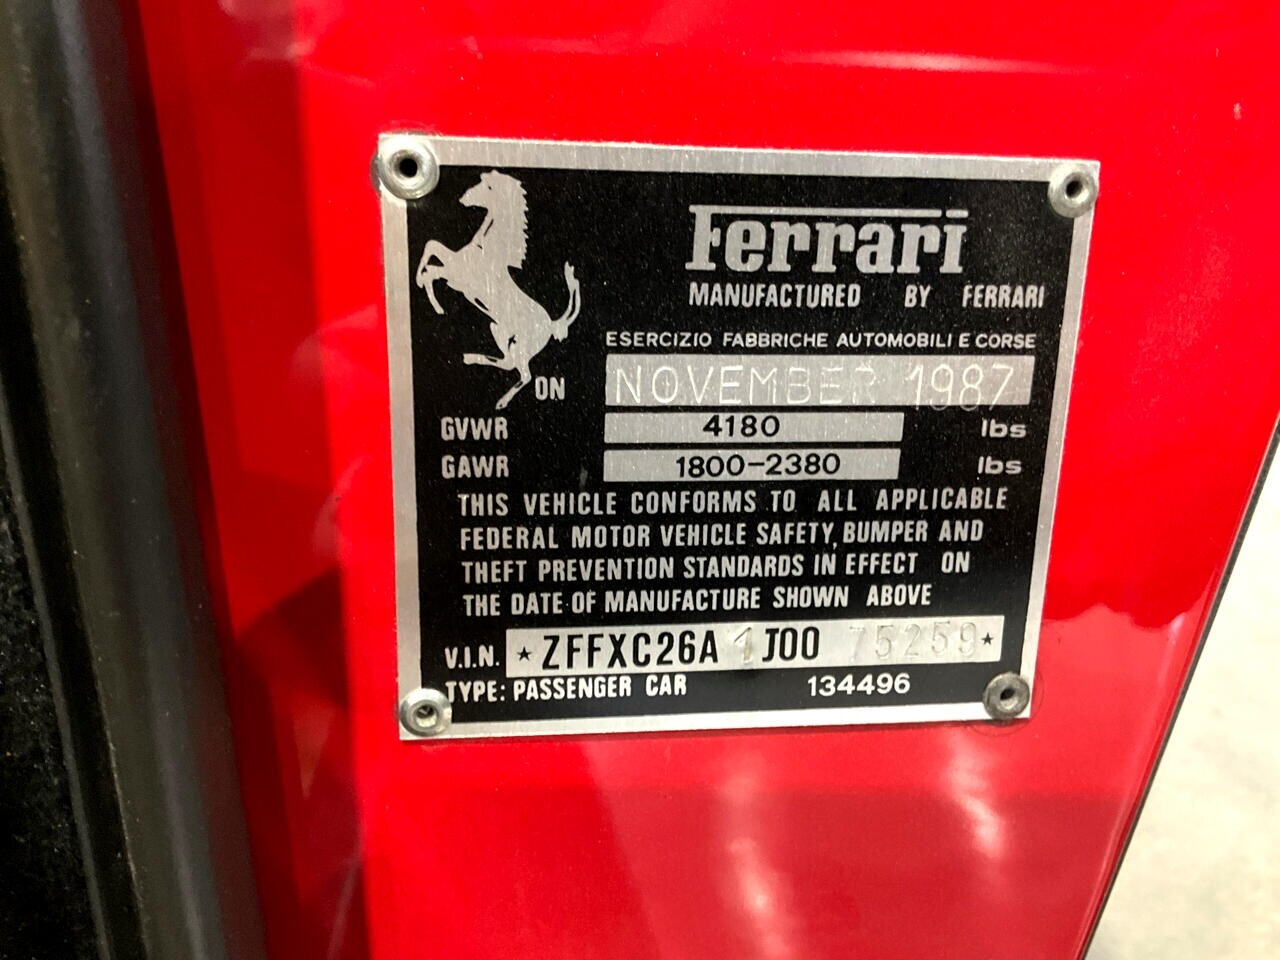 Ferrari
MANUFACTURED BY FERRARI
ESERCIZIO FABBRICHE AUTOMOBILI E CORSE
ON NOVEMBER 1987
GVWR 4180 lbs
GAWR 1800-2380 lbs
THIS VEHICLE CONFORMS TO ALL APPLICABLE
FEDERAL MOTOR VEHICLE SAFETY, BUMPER AND
THEFT PREVENTION STANDARDS IN EFFECT ON
THE DATE OF MANUFACTURE SHOWN ABOVE
V.I.N. *ZFFXC26A 1J00 75259*
TYPE: PASSENGER CAR 134496